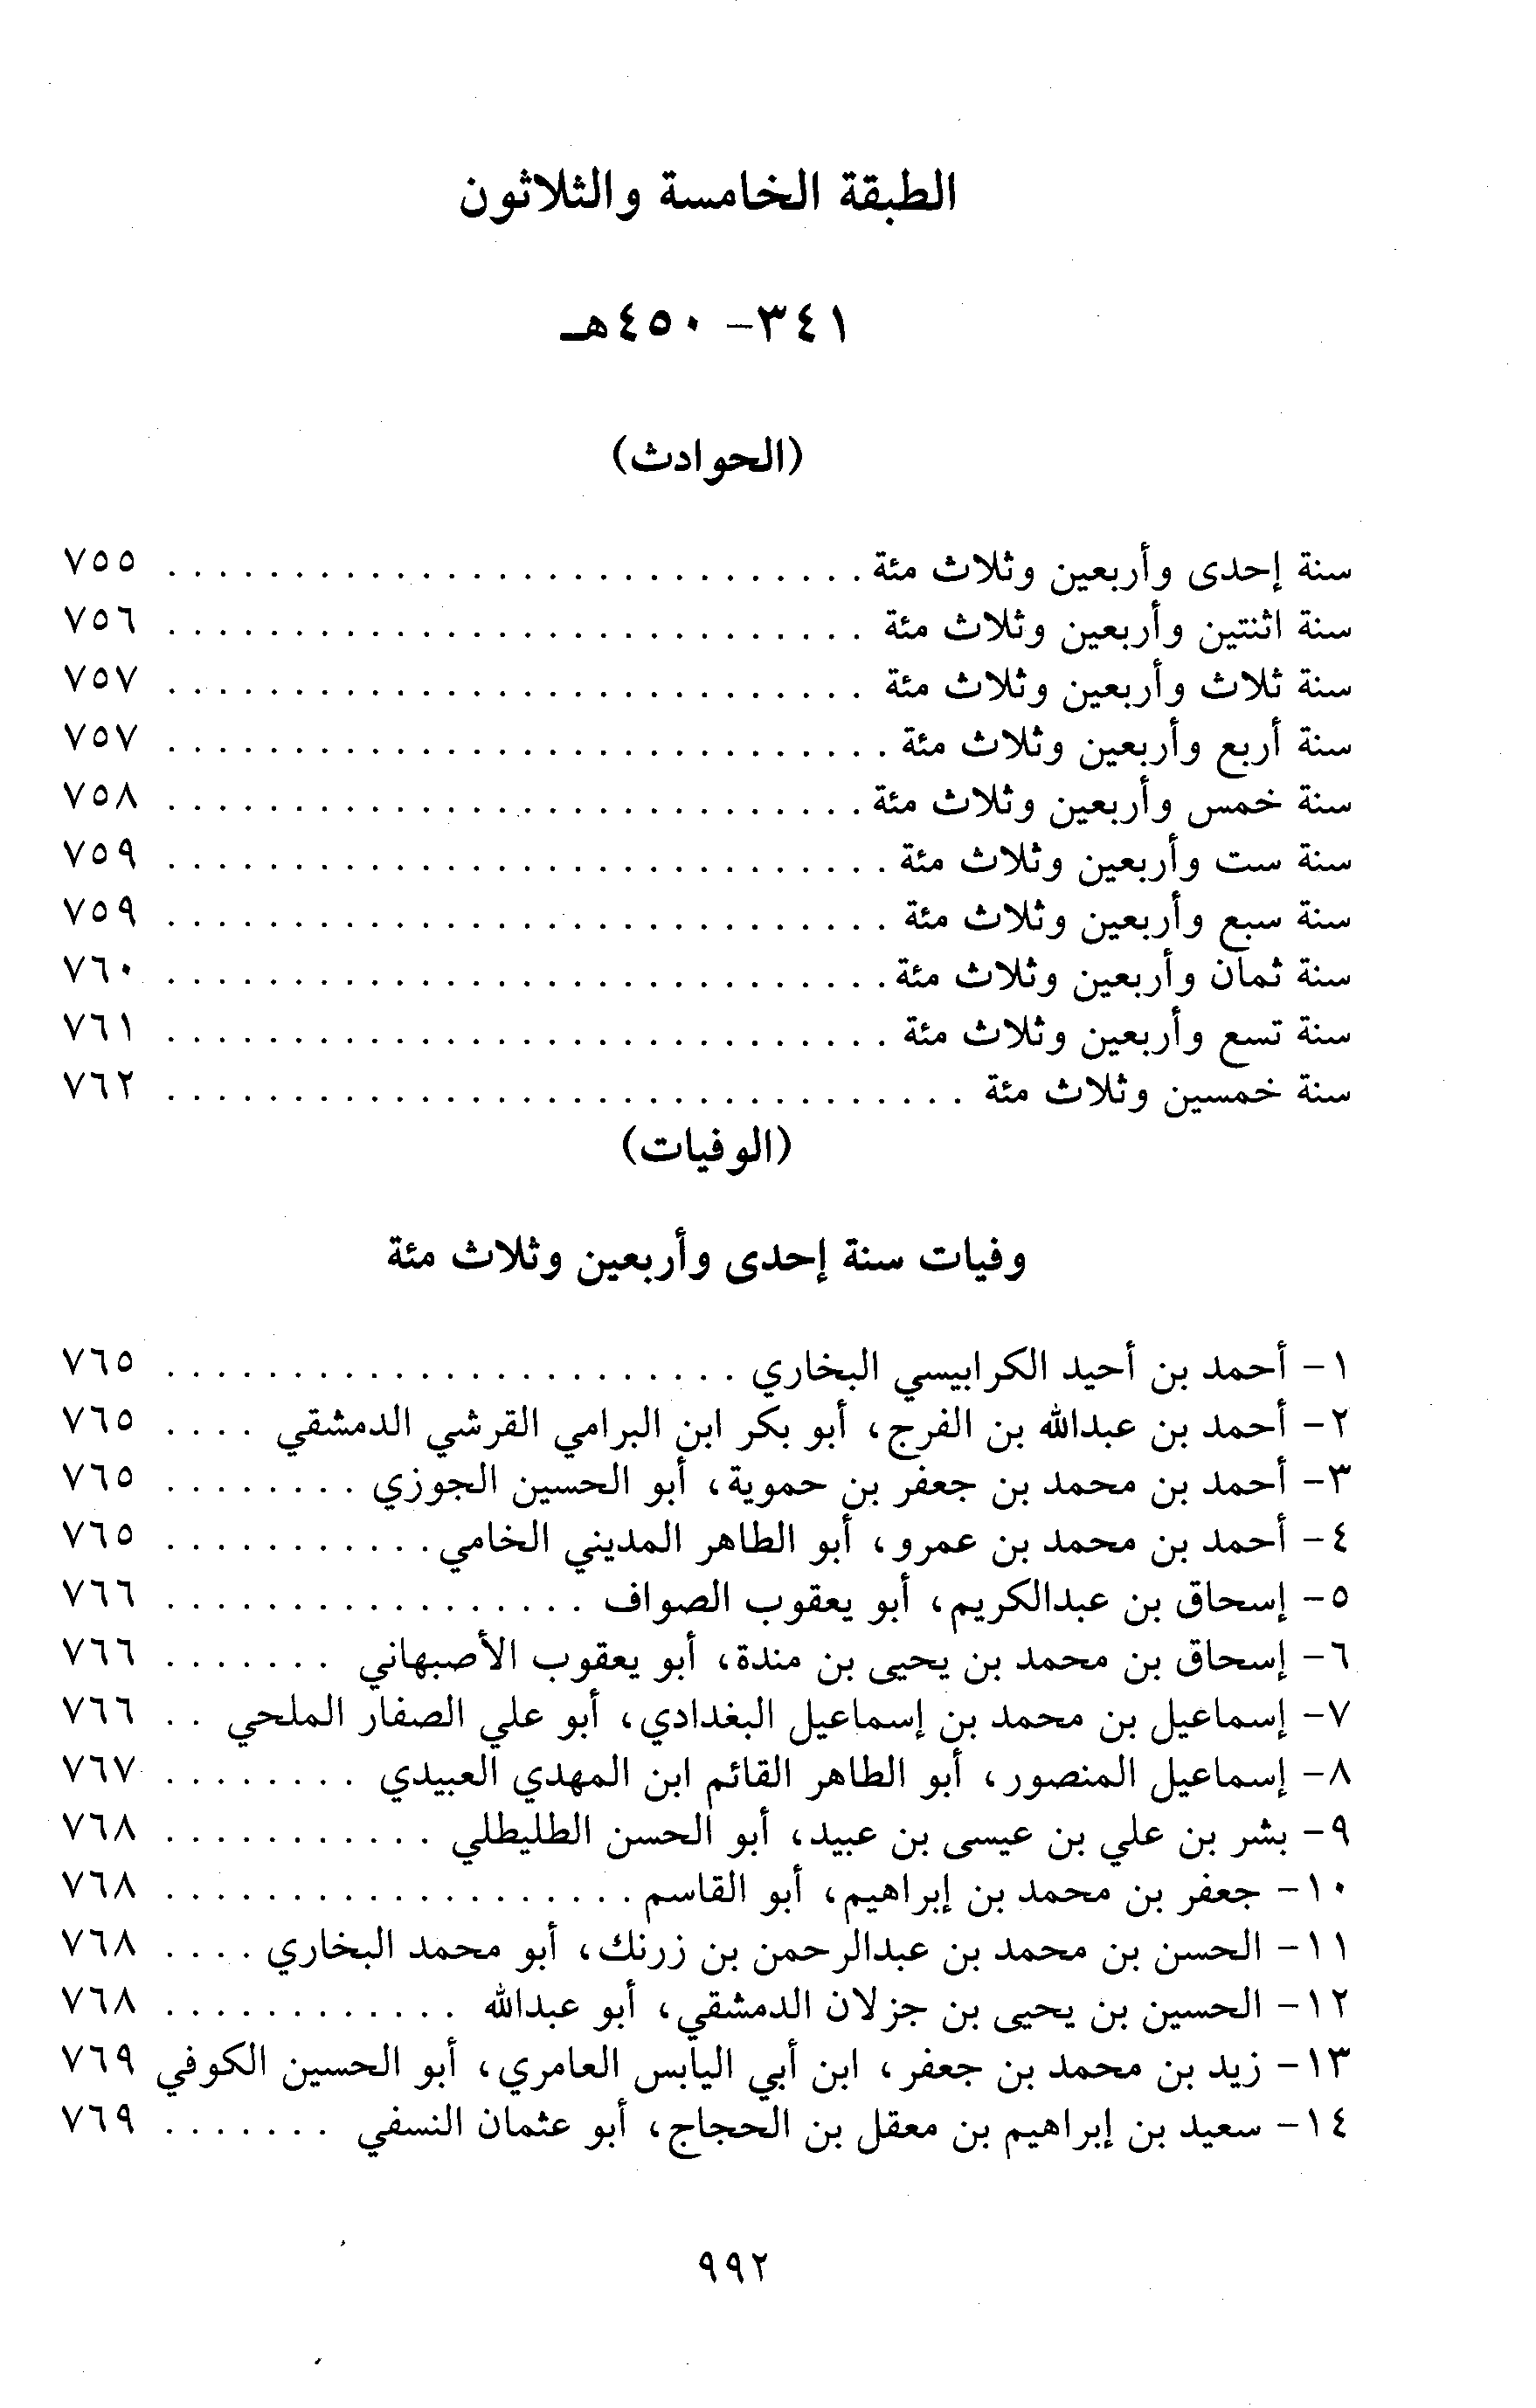 الطبقة الخامسة والثلاثون
٣٤١- ٤٥٠هـ
(الحوادث)
سنة إحدى وأربعين وثلاث مئة . . . . . . . . . . . . . . . . . . . . . . . . . . . . ٧٥٥
سنة اثنتين وأربعين وثلاث مئة . . . . . . . . . . . . . . . . . . . . . . . . . . . . ٧٥٦
سنة ثلاث وأربعين وثلاث مئة . . . . . . . . . . . . . . . . . . . . . . . . . . . . ٧٥٧
سنة أربع وأربعين وثلاث مئة . . . . . . . . . . . . . . . . . . . . . . . . . . . . . ٧٥٧
سنة خمس وأربعين وثلاث مئة . . . . . . . . . . . . . . . . . . . . . . . . . . . . ٧٥٨
سنة ست وأربعين وثلاث مئة . . . . . . . . . . . . . . . . . . . . . . . . . . . . . ٧٥٩
سنة سبع وأربعين وثلاث مئة . . . . . . . . . . . . . . . . . . . . . . . . . . . . . ٧٥٩
سنة ثمان وأربعين وثلاث مئة . . . . . . . . . . . . . . . . . . . . . . . . . . . . . ٧٦٠
سنة تسع وأربعين وثلاث مئة . . . . . . . . . . . . . . . . . . . . . . . . . . . . . ٧٦١
سنة خمسين وثلاث مئة . . . . . . . . . . . . . . . . . . . . . . . . . . . . . . . . ٧٦٢
(الوفيات)
وفيات سنة إحدى وأربعين وثلاث مئة
١- أحمد بن أحيد الكرابيسي البخاري . . . . . . . . . . . . . . . . . . . . . . . ٧٦٥
٢- أحمد بن عبدالله بن الفرج، أبو بكر ابن البرامي القرشي الدمشقي . . . . ٧٦٥
٣- أحمد بن محمد بن جعفر بن حموية، أبو الحسين الجوزي . . . . . . . . ٧٦٥
٤- أحمد بن محمد بن عمرو، أبو الطاهر المديني الخامي . . . . . . . . . . . ٧٦٥
٥- إسحاق بن عبدالكريم، أبو يعقوب الصواف . . . . . . . . . . . . . . . . . ٧٦٦
٦- إسحاق بن محمد بن يحيى بن مندة، أبو يعقوب الأصبهاني . . . . . . . ٧٦٦
٧- إسماعيل بن محمد بن إسماعيل البغدادي، أبو علي الصفار الملحي . . ٧٦٦
٨- إسماعيل المنصور، أبو الطاهر القائم ابن المهدي العبيدي . . . . . . . . ٧٦٧
٩- بشر بن علي بن عيسى بن عبيد، أبو الحسن الطليطلي . . . . . . . . . . . ٧٦٨
١٠- جعفر بن محمد بن إبراهيم، أبو القاسم . . . . . . . . . . . . . . . . . . . ٧٦٨
١١- الحسن بن محمد بن عبدالرحمن بن زرنك، أبو محمد البخاري . . . . ٧٦٨
١٢- الحسين بن يحيى بن جزلان الدمشقي، أبو عبدالله . . . . . . . . . . . . ٧٦٨
١٣- زيد بن محمد بن جعفر، ابن أبي اليابس العامري، أبو الحسين الكوفي ٧٦٩
١٤- سعيد بن إبراهيم بن معقل بن الحجاج، أبو عثمان النسفي . . . . . . . ٧٦٩
٩٩٢